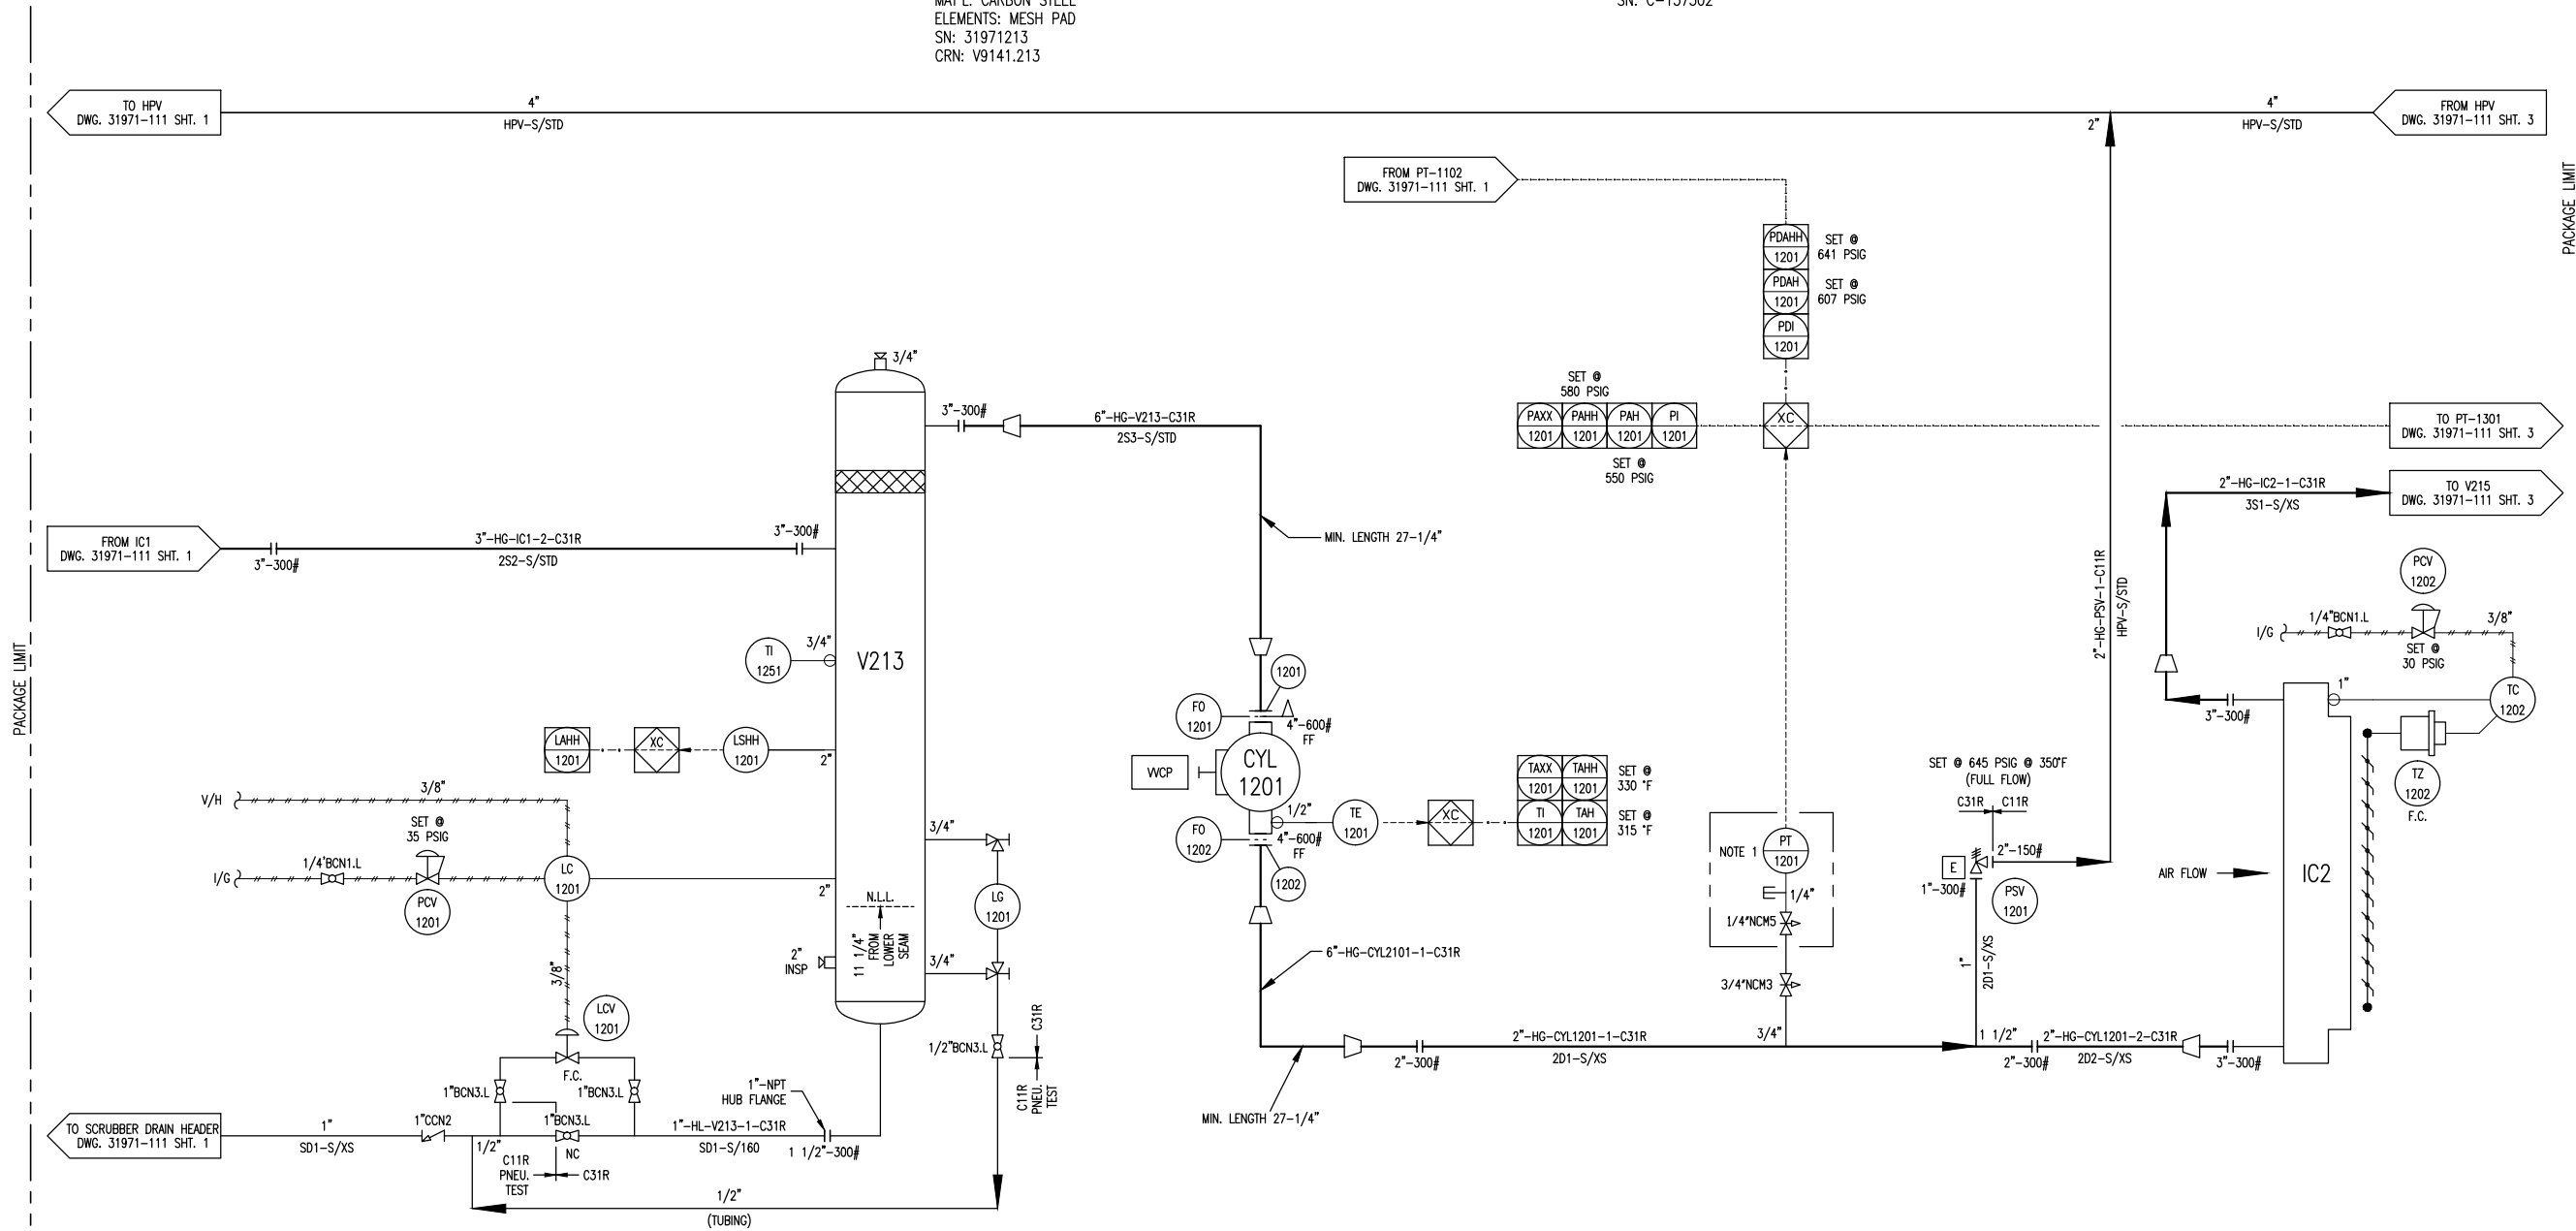 MAT'L: CARBON STEEL
ELEMENTS: MESH PAD
SN: 31971213
CRN: V9141.213
SN: C-157502
PACKAGE LIMIT
PACKAGE LIMIT
TO HPV
DWG. 31971-111 SHT. 1
4"
HPV-S/STD
2"
4"
HPV-S/STD
FROM HPV
DWG. 31971-111 SHT. 3
FROM PT-1102
DWG. 31971-111 SHT. 1
PDAHH
1201
SET @
641 PSIG
PDAH
1201
SET @
607 PSIG
PDI
1201
SET @
580 PSIG
PAXX
1201
PAHH
1201
PAH
1201
PI
1201
SET @
550 PSIG
XC
TO PT-1301
DWG. 31971-111 SHT. 3
TO V215
DWG. 31971-111 SHT. 3
2"-HG-IC2-1-C31R
3S1-S/XS
3/4"
3"-300#
6"-HG-V213-C31R
2S3-S/STD
FROM IC1
DWG. 31971-111 SHT. 1
3"-300#
3"-HG-IC1-2-C31R
2S2-S/STD
3"-300#
MIN. LENGTH 27-1/4"
2"-HG-PSV-1-C11R
HPV-S/STD
PCV
1202
1/4"BCN1.L
3/8"
I/G
SET @
30 PSIG
TI
1251
3/4"
V213
1"
TC
1202
3"-300#
1201
FO
1201
4"-600#
FF
LAHH
1201
XC
LSHH
1201
2"
VVCP
CYL
1201
1/2"
TE
1201
XC
TAXX
1201
TAHH
1201
SET @
330 °F
TI
1201
TAH
1201
SET @
315 °F
FO
1202
4"-600#
FF
1202
V/H
3/8"
SET @
35 PSIG
1/4'BCN1.L
I/G
PCV
1201
LC
1201
2"
3/4"
LG
1201
N.L.L.
11 1/4"
FROM
LOWER
SEAM
2"
INSP
3/4"
3/8"
LCV
1201
NOTE 1
PT
1201
1/4"
1/4"NCM5
3/4"NCM3
SET @ 645 PSIG @ 350°F
(FULL FLOW)
C31R
C11R
2"-150#
E
1"-300#
PSV
1201
1"
2D1-S/XS
AIR FLOW
IC2
TZ
1202
F.C.
6"-HG-CYL2101-1-C31R
1/2"BCN3.L
C31R
C11R
PNEU.
TEST
F.C.
1"BCN3.L
1"BCN3.L
1"-NPT
HUB FLANGE
2"-300#
2"-HG-CYL1201-1-C31R
2D1-S/XS
3/4"
1 1/2"
2"-300#
2"-HG-CYL1201-2-C31R
2D2-S/XS
3"-300#
MIN. LENGTH 27-1/4"
TO SCRUBBER DRAIN HEADER
DWG. 31971-111 SHT. 1
1"
SD1-S/XS
1"CCN2
1/2"
1"BCN3.L
NC
1"-HL-V213-1-C31R
SD1-S/160
1 1/2"-300#
C11R
PNEU.
TEST
C31R
1/2"
(TUBING)